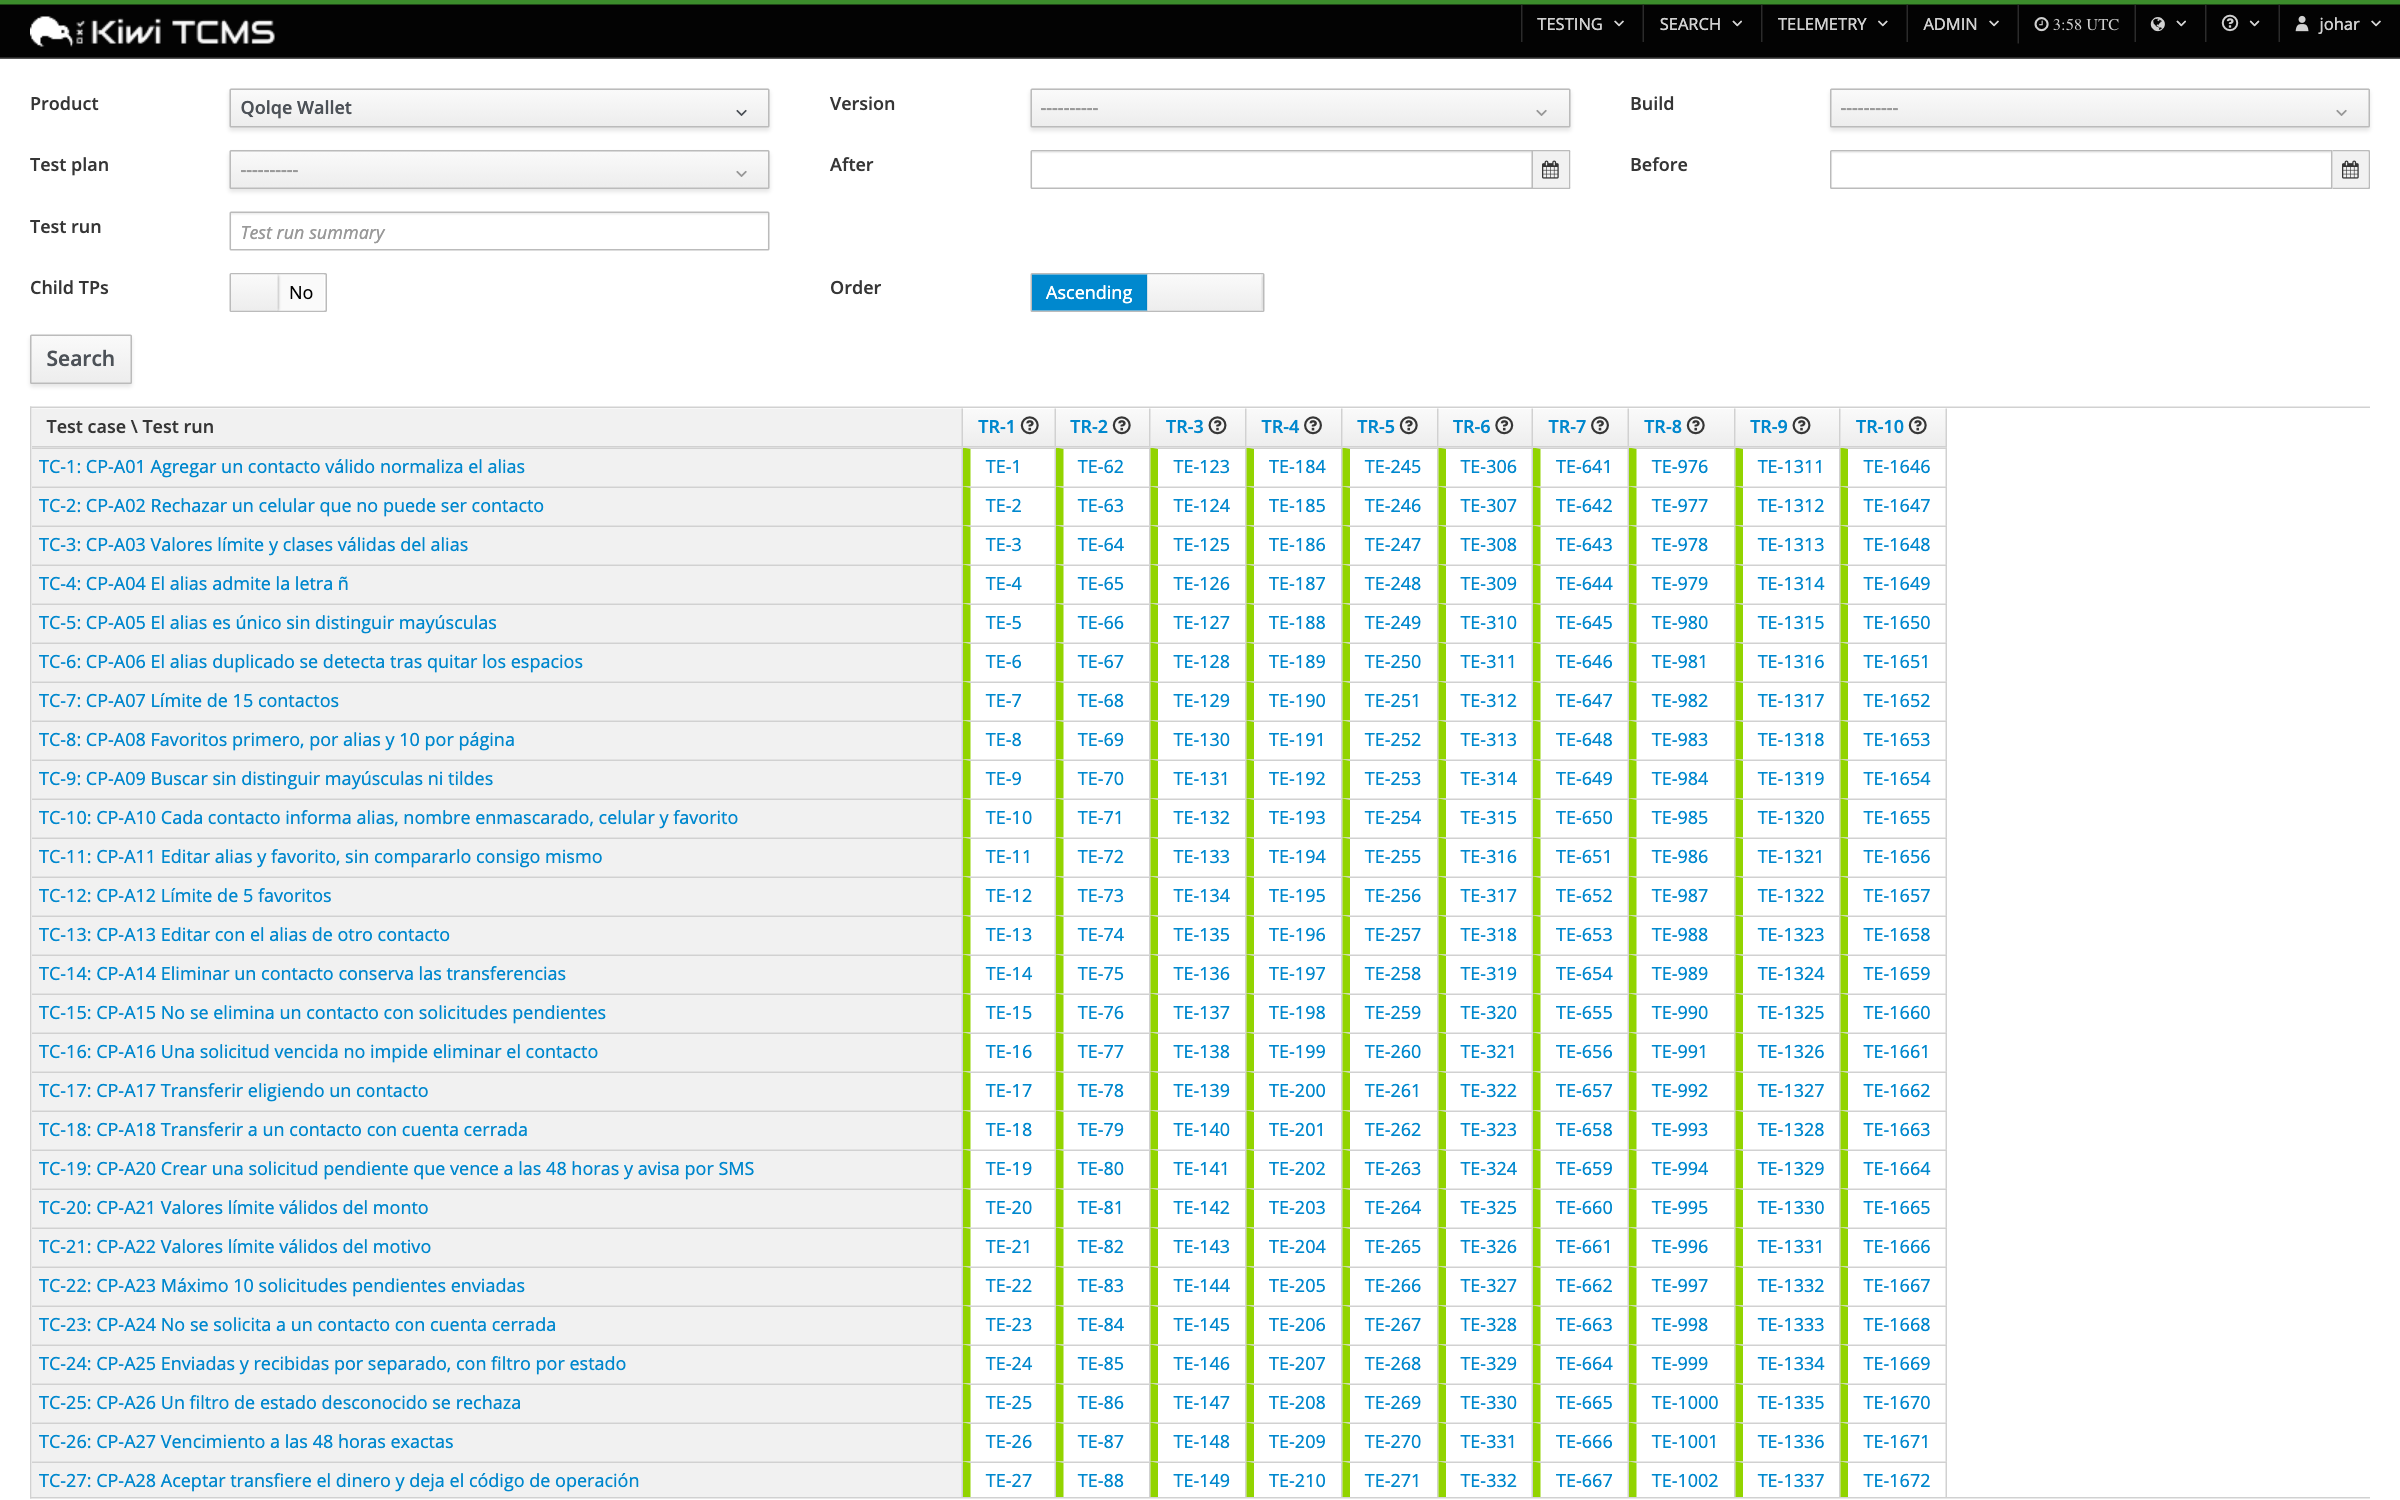 Kiwi TCMS TESTING SEARCH TELEMETRY ADMIN 3:58 UTC johar
Product Qolqe Wallet Version ---------- Build ----------
Test plan ---------- After Before
Test run Test run summary
Child TPs No Order Ascending
Search
Test case \ Test run TR-1 TR-2 TR-3 TR-4 TR-5 TR-6 TR-7 TR-8 TR-9 TR-10
TC-1: CP-A01 Agregar un contacto válido normaliza el alias TE-1 TE-62 TE-123 TE-184 TE-245 TE-306 TE-641 TE-976 TE-1311 TE-1646
TC-2: CP-A02 Rechazar un celular que no puede ser contacto TE-2 TE-63 TE-124 TE-185 TE-246 TE-307 TE-642 TE-977 TE-1312 TE-1647
TC-3: CP-A03 Valores límite y clases válidas del alias TE-3 TE-64 TE-125 TE-186 TE-247 TE-308 TE-643 TE-978 TE-1313 TE-1648
TC-4: CP-A04 El alias admite la letra ñ TE-4 TE-65 TE-126 TE-187 TE-248 TE-309 TE-644 TE-979 TE-1314 TE-1649
TC-5: CP-A05 El alias es único sin distinguir mayúsculas TE-5 TE-66 TE-127 TE-188 TE-249 TE-310 TE-645 TE-980 TE-1315 TE-1650
TC-6: CP-A06 El alias duplicado se detecta tras quitar los espacios TE-6 TE-67 TE-128 TE-189 TE-250 TE-311 TE-646 TE-981 TE-1316 TE-1651
TC-7: CP-A07 Límite de 15 contactos TE-7 TE-68 TE-129 TE-190 TE-251 TE-312 TE-647 TE-982 TE-1317 TE-1652
TC-8: CP-A08 Favoritos primero, por alias y 10 por página TE-8 TE-69 TE-130 TE-191 TE-252 TE-313 TE-648 TE-983 TE-1318 TE-1653
TC-9: CP-A09 Buscar sin distinguir mayúsculas ni tildes TE-9 TE-70 TE-131 TE-192 TE-253 TE-314 TE-649 TE-984 TE-1319 TE-1654
TC-10: CP-A10 Cada contacto informa alias, nombre enmascarado, celular y favorito TE-10 TE-71 TE-132 TE-193 TE-254 TE-315 TE-650 TE-985 TE-1320 TE-1655
TC-11: CP-A11 Editar alias y favorito, sin compararlo consigo mismo TE-11 TE-72 TE-133 TE-194 TE-255 TE-316 TE-651 TE-986 TE-1321 TE-1656
TC-12: CP-A12 Límite de 5 favoritos TE-12 TE-73 TE-134 TE-195 TE-256 TE-317 TE-652 TE-987 TE-1322 TE-1657
TC-13: CP-A13 Editar con el alias de otro contacto TE-13 TE-74 TE-135 TE-196 TE-257 TE-318 TE-653 TE-988 TE-1323 TE-1658
TC-14: CP-A14 Eliminar un contacto conserva las transferencias TE-14 TE-75 TE-136 TE-197 TE-258 TE-319 TE-654 TE-989 TE-1324 TE-1659
TC-15: CP-A15 No se elimina un contacto con solicitudes pendientes TE-15 TE-76 TE-137 TE-198 TE-259 TE-320 TE-655 TE-990 TE-1325 TE-1660
TC-16: CP-A16 Una solicitud vencida no impide eliminar el contacto TE-16 TE-77 TE-138 TE-199 TE-260 TE-321 TE-656 TE-991 TE-1326 TE-1661
TC-17: CP-A17 Transferir eligiendo un contacto TE-17 TE-78 TE-139 TE-200 TE-261 TE-322 TE-657 TE-992 TE-1327 TE-1662
TC-18: CP-A18 Transferir a un contacto con cuenta cerrada TE-18 TE-79 TE-140 TE-201 TE-262 TE-323 TE-658 TE-993 TE-1328 TE-1663
TC-19: CP-A20 Crear una solicitud pendiente que vence a las 48 horas y avisa por SMS TE-19 TE-80 TE-141 TE-202 TE-263 TE-324 TE-659 TE-994 TE-1329 TE-1664
TC-20: CP-A21 Valores límite válidos del monto TE-20 TE-81 TE-142 TE-203 TE-264 TE-325 TE-660 TE-995 TE-1330 TE-1665
TC-21: CP-A22 Valores límite válidos del motivo TE-21 TE-82 TE-143 TE-204 TE-265 TE-326 TE-661 TE-996 TE-1331 TE-1666
TC-22: CP-A23 Máximo 10 solicitudes pendientes enviadas TE-22 TE-83 TE-144 TE-205 TE-266 TE-327 TE-662 TE-997 TE-1332 TE-1667
TC-23: CP-A24 No se solicita a un contacto con cuenta cerrada TE-23 TE-84 TE-145 TE-206 TE-267 TE-328 TE-663 TE-998 TE-1333 TE-1668
TC-24: CP-A25 Enviadas y recibidas por separado, con filtro por estado TE-24 TE-85 TE-146 TE-207 TE-268 TE-329 TE-664 TE-999 TE-1334 TE-1669
TC-25: CP-A26 Un filtro de estado desconocido se rechaza TE-25 TE-86 TE-147 TE-208 TE-269 TE-330 TE-665 TE-1000 TE-1335 TE-1670
TC-26: CP-A27 Vencimiento a las 48 horas exactas TE-26 TE-87 TE-148 TE-209 TE-270 TE-331 TE-666 TE-1001 TE-1336 TE-1671
TC-27: CP-A28 Aceptar transfiere el dinero y deja el código de operación TE-27 TE-88 TE-149 TE-210 TE-271 TE-332 TE-667 TE-1002 TE-1337 TE-1672